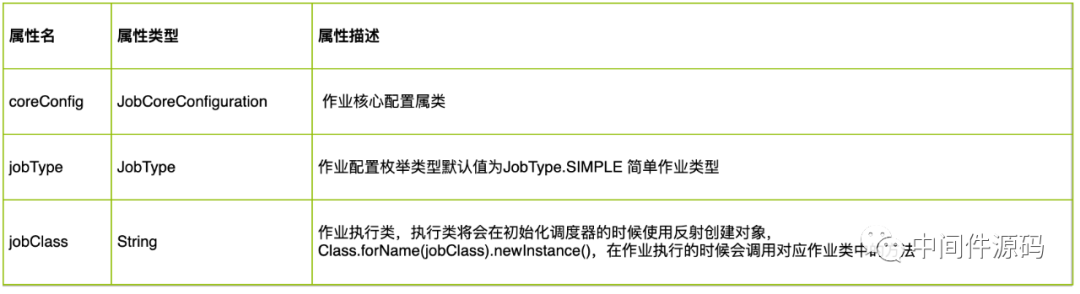 属性名 属性类型 属性描述
coreConfig JobCoreConfiguration 作业核心配置属类
jobType JobType 作业配置枚举类型默认值为JobType.SIMPLE 简单作业类型
作业执行类，执行类将会在初始化调度器的时候使用反射创建对象，
jobClass String Class.forName(jobClass).newInstance()，在作业执行的时候会调用对应作业类中的方法
中间件源码